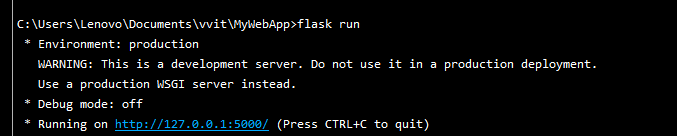 C:\Users\Lenovo\Documents\vvit\MyWebApp>flask run
* Environment: production
WARNING: This is a development server. Do not use it in a production deployment.
Use a production WSGI server instead.
* Debug mode: off
* Running on http://127.0.0.1:5000/ (Press CTRL+C to quit)